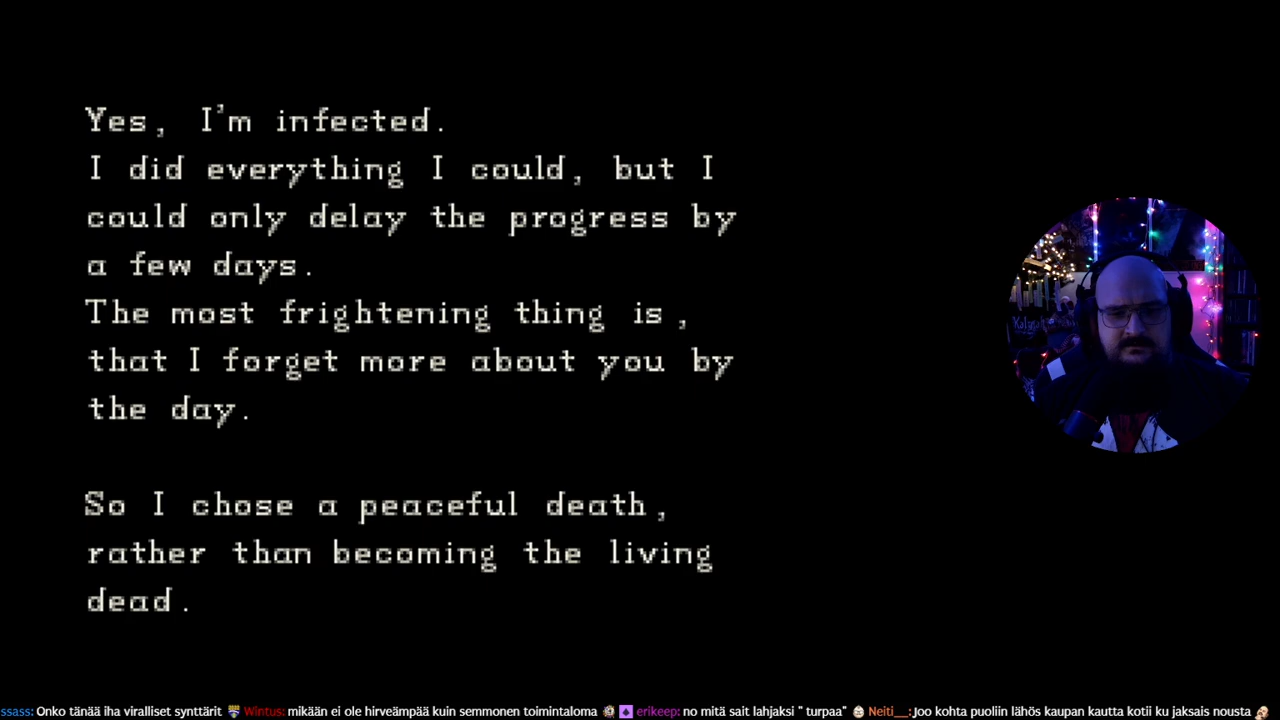 Yes, I'm infected.
I did everything I could, but I
could only delay the progress by
a few days.
The most frightening thing is,
that I forget more about you by
the day.
So I chose a peaceful death,
rather than becoming the living
dead.
ssass: Onko tänää iha viralliset synttärit Wintus: mikään ei ole hirveämpää kuin semmonen toimintaloma erikeep: no mitä sait lahjaksi " turpaa" Neiti__: Joo kohta puoliin lähös kaupan kautta kotii ku jaksais nousta